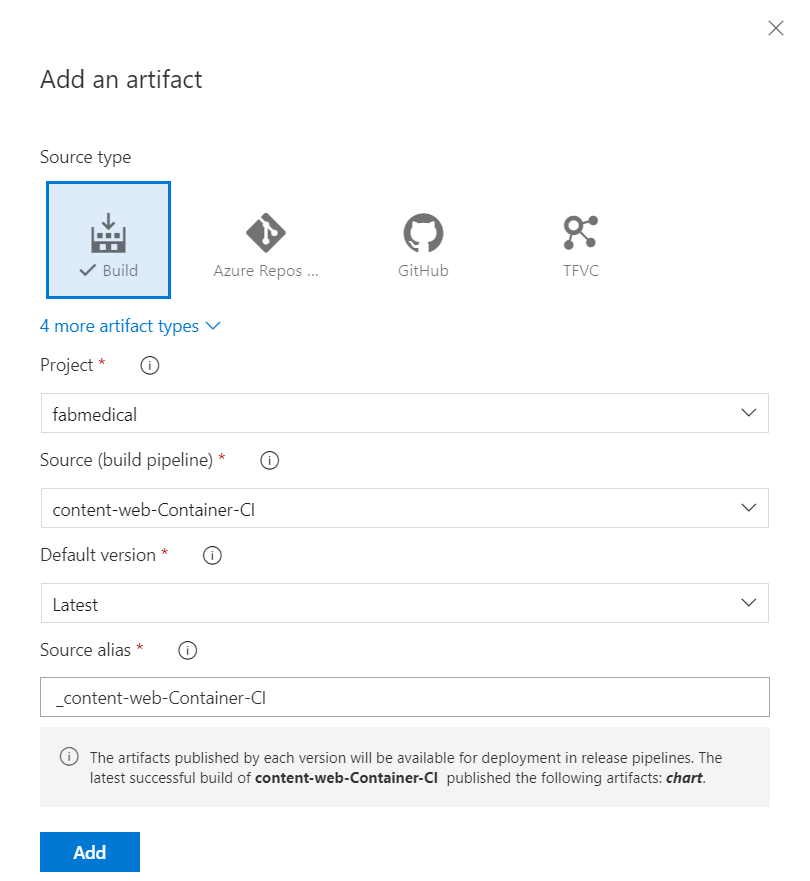 Add an artifact
Source type
Build
Azure Repos ...
GitHub
TFVC
4 more artifact types
Project *
fabmedical
Source (build pipeline) *
content-web-Container-CI
Default version *
Latest
Source alias *
_content-web-Container-CI
The artifacts published by each version will be available for deployment in release pipelines. The
latest successful build of content-web-Container-CI published the following artifacts: chart.
Add